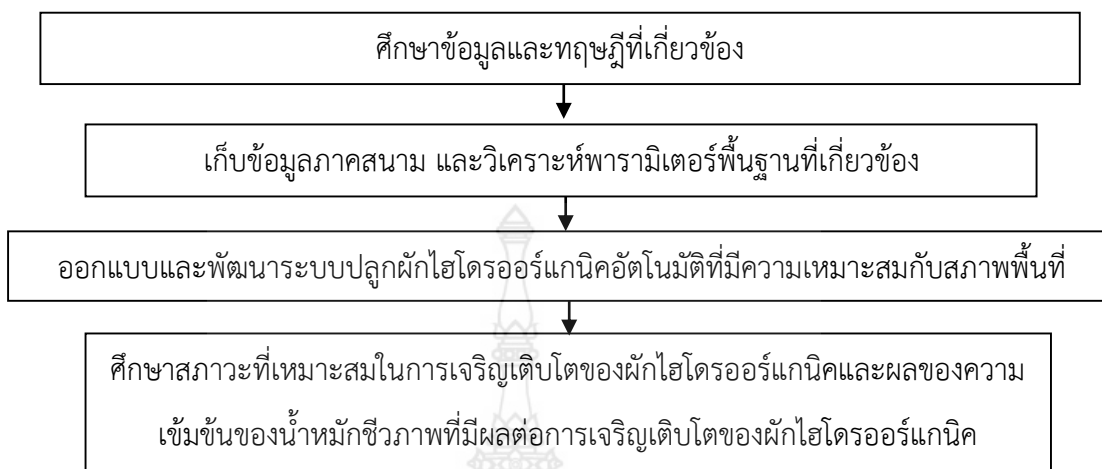 ศึกษาข้อมูลและทฤษฎีที่เกี่ยวข้อง
เก็บข้อมูลภาคสนาม และวิเคราะห์พารามิเตอร์พื้นฐานที่เกี่ยวข้อง
ออกแบบและพัฒนาระบบปลูกผักไฮโดรออร์แกนิคอัตโนมัติที่มีความเหมาะสมกับสภาพพื้นที่
ศึกษาสภาวะที่เหมาะสมในการเจริญเติบโตของผักไฮโดรออร์แกนิคและผลของความ
เข้มข้นของน้ำหมักชีวภาพที่มีผลต่อการเจริญเติบโตของผักไฮโดรออร์แกนิค